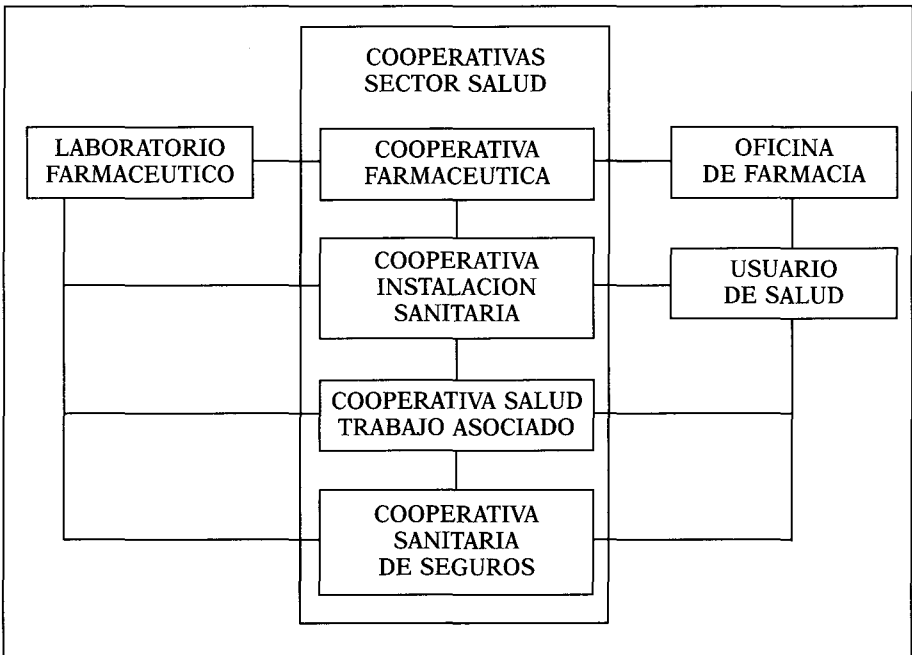 COOPERATIVAS
SECTOR SALUD
LABORATORIO
FARMACEUTICO
COOPERATIVA
FARMACEUTICA
OFICINA
DE FARMACIA
COOPERATIVA
INSTALACION
SANITARIA
USUARIO
DE SALUD
COOPERATIVA SALUD
TRABAJO ASOCIADO
COOPERATIVA
SANITARIA
DE SEGUROS